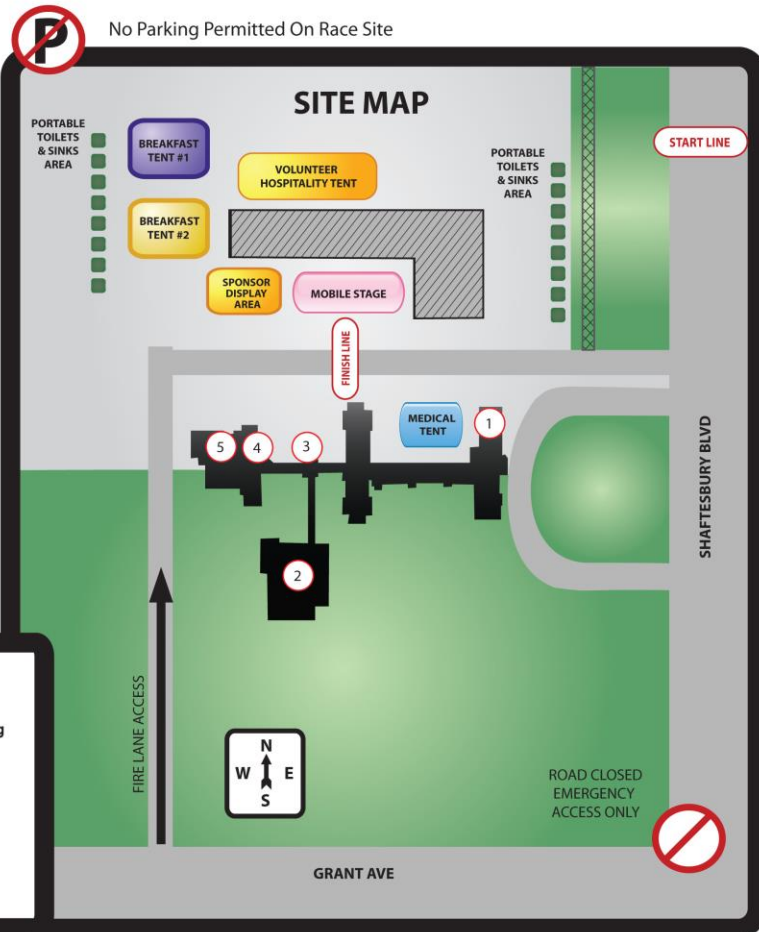 P
No Parking Permitted On Race Site
SITE MAP
PORTABLE
TOILETS
& SINKS
AREA
BREAKFAST
TENT #1
VOLUNTEER
HOSPITALITY TENT
PORTABLE
TOILETS
& SINKS
AREA
START LINE
BREAKFAST
TENT #2
SPONSOR
DISPLAY
AREA
MOBILE STAGE
FINISH LINE
MEDICAL
TENT
1
5
4
3
2
SHAFTESBURY BLVD
FIRE LANE ACCESS
N
W E
S
ROAD CLOSED
EMERGENCY
ACCESS ONLY
GRANT AVE